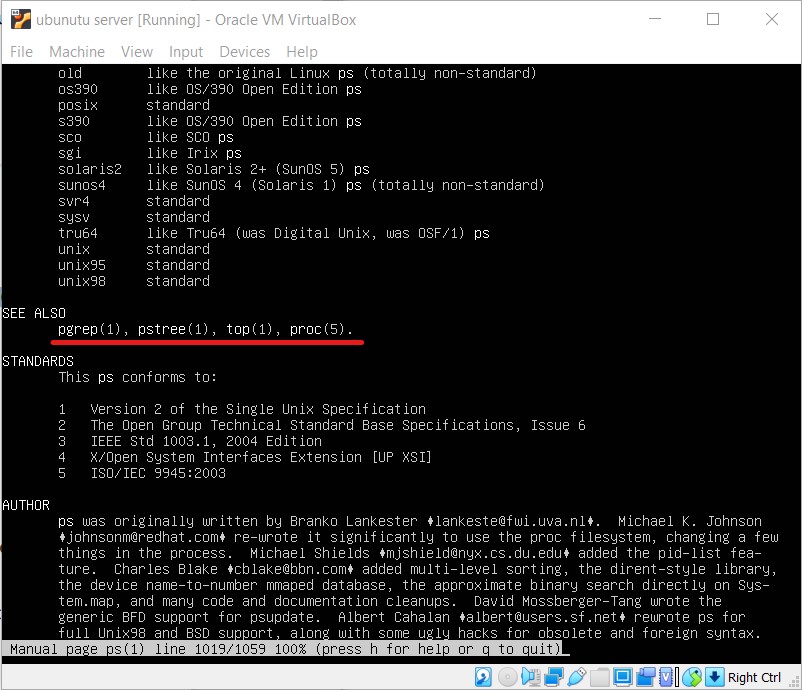 ubunutu server [Running] - Oracle VM VirtualBox
File Machine View Input Devices Help
old like the original Linux ps (totally non-standard)
os390 like OS/390 Open Edition ps
posix standard
s390 like OS/390 Open Edition ps
sco like SCO ps
sgi like Irix ps
solaris2 like Solaris 2+ (SunOS 5) ps
sunos4 like SunOS 4 (Solaris 1) ps (totally non-standard)
svr4 standard
sysv standard
tru64 like Tru64 (was Digital Unix, was OSF/1) ps
unix standard
unix95 standard
unix98 standard
SEE ALSO
pgrep(1), pstree(1), top(1), proc(5).
STANDARDS
This ps conforms to:
1 Version 2 of the Single Unix Specification
2 The Open Group Technical Standard Base Specifications, Issue 6
3 IEEE Std 1003.1, 2004 Edition
4 X/Open System Interfaces Extension [UP XSI]
5 ISO/IEC 9945:2003
AUTHOR
ps was originally written by Branko Lankester ♦lankeste@fwi.uva.nl♦. Michael K. Johnson
♦johnsonm@redhat.com♦ re-wrote it significantly to use the proc filesystem, changing a few
things in the process. Michael Shields ♦mjshield@nyx.cs.du.edu♦ added the pid-list fea-
ture. Charles Blake ♦cblake@bbn.com♦ added multi-level sorting, the dirent-style library,
the device name-to-number mmaped database, the approximate binary search directly on Sys-
tem.map, and many code and documentation cleanups. David Mossberger-Tang wrote the
generic BFD support for psupdate. Albert Cahalan ♦albert@users.sf.net♦ rewrote ps for
full Unix98 and BSD support, along with some ugly hacks for obsolete and foreign syntax.
Manual page ps(1) line 1019/1059 100% (press h for help or q to quit)
Right Ctrl